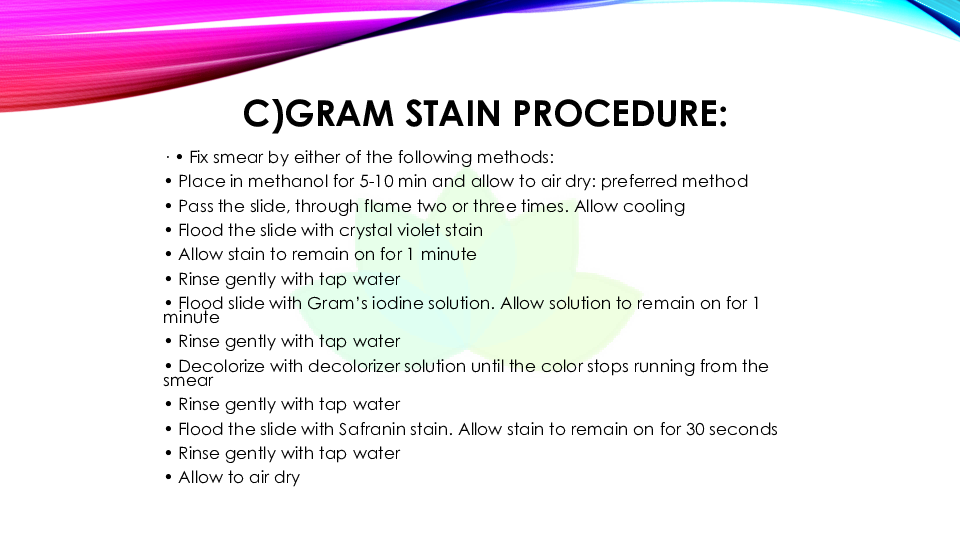 C)GRAM STAIN PROCEDURE:
· • Fix smear by either of the following methods:
• Place in methanol for 5-10 min and allow to air dry: preferred method
• Pass the slide, through flame two or three times. Allow cooling
• Flood the slide with crystal violet stain
• Allow stain to remain on for 1 minute
• Rinse gently with tap water
• Flood slide with Gram’s iodine solution. Allow solution to remain on for 1
minute
• Rinse gently with tap water
• Decolorize with decolorizer solution until the color stops running from the
smear
• Rinse gently with tap water
• Flood the slide with Safranin stain. Allow stain to remain on for 30 seconds
• Rinse gently with tap water
• Allow to air dry